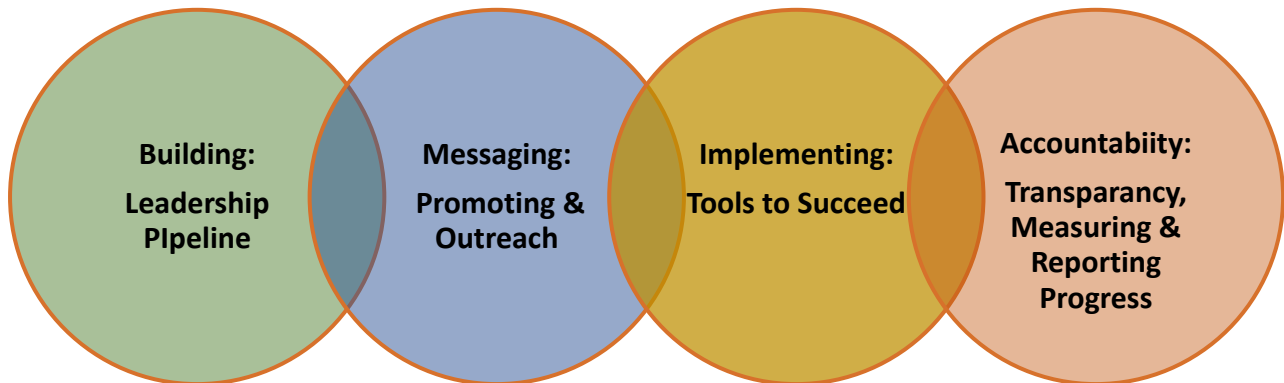 Building:
Leadership
PIpeline
Messaging:
Promoting &
Outreach
Implementing:
Tools to Succeed
Accountabiity:
Transparancy,
Measuring &
Reporting
Progress